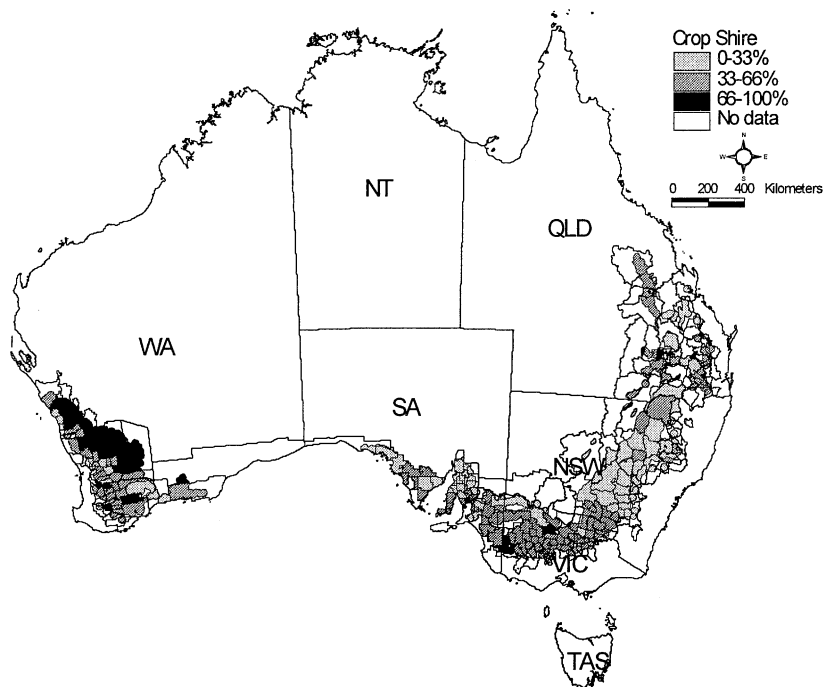 Crop Shire
0-33%
33-66%
66-100%
No data
N
W E
S
0 200 400 Kilometers
NT
QLD
WA
SA
NSW
VIC
TAS